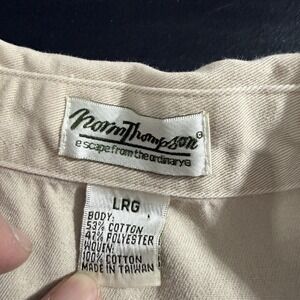 NormThompson®
escape from the ordinary®
LRG
BODY:
53% COTTON
47% POLYESTER
WOVEN:
100% COTTON
MADE IN TAIWAN